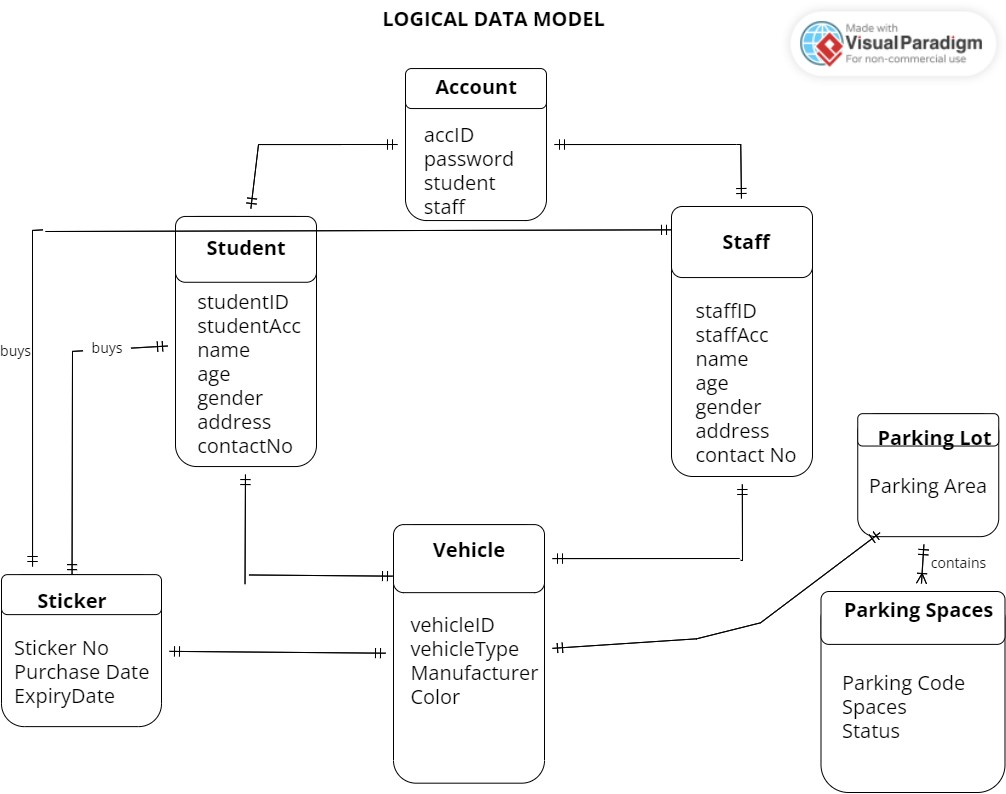 LOGICAL DATA MODEL
Made with
Visual Paradigm
For non-commercial use
Account
accID
password
student
staff
Student
studentID
studentAcc
name
age
gender
address
contactNo
Staff
staffID
staffAcc
name
age
gender
address
contact No
buys
buys
Parking Lot
Parking Area
contains
Vehicle
vehicleID
vehicleType
Manufacturer
Color
Sticker
Sticker No
Purchase Date
ExpiryDate
Parking Spaces
Parking Code
Spaces
Status